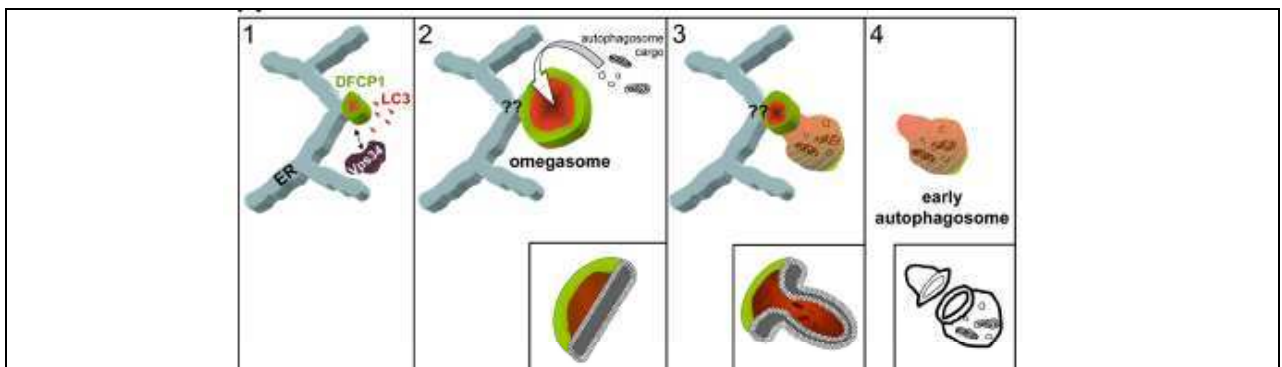 1
DFCP1
LC3
Vps34
ER
2
autophagosome
cargo
??
omegasome
3
??
4
early
autophagosome